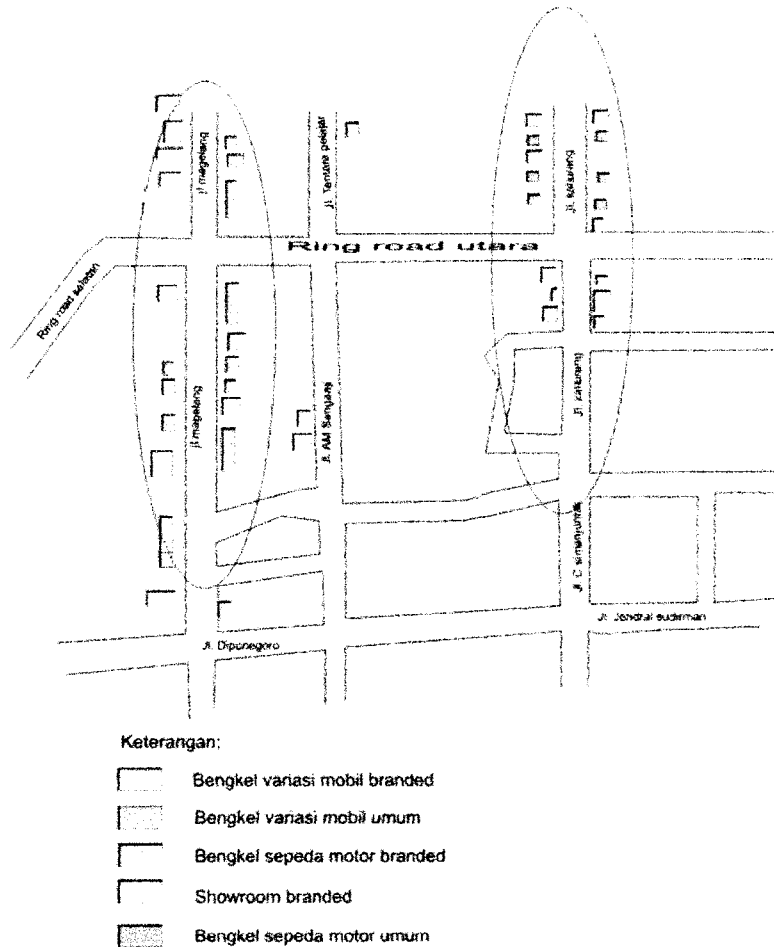 jl magelang
Jl. Tentara pelajar
Jl. kaliurang
Ring road utara
Ring road selatan
jl magelang
Jl. AM Sangaji
Jl. kaliurang
Jl. C simanjuntak
Jl. Jendral sudirman
Jl. Diponegoro
Keterangan:
Bengkel variasi mobil branded
Bengkel variasi mobil umum
Bengkel sepeda motor branded
Showroom branded
Bengkel sepeda motor umum